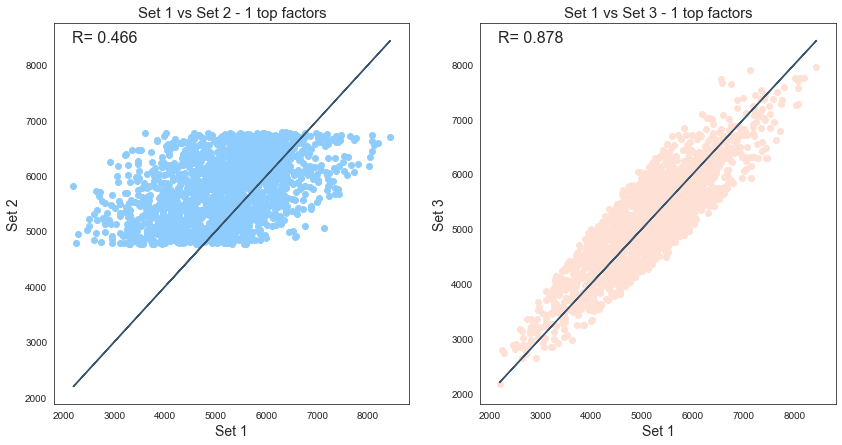 Set 1 vs Set 2 - 1 top factors
R= 0.466
8000
7000
6000
5000
4000
3000
2000
Set 2
2000 3000 4000 5000 6000 7000 8000
Set 1
Set 1 vs Set 3 - 1 top factors
R= 0.878
8000
7000
6000
5000
4000
3000
2000
Set 3
2000 3000 4000 5000 6000 7000 8000
Set 1